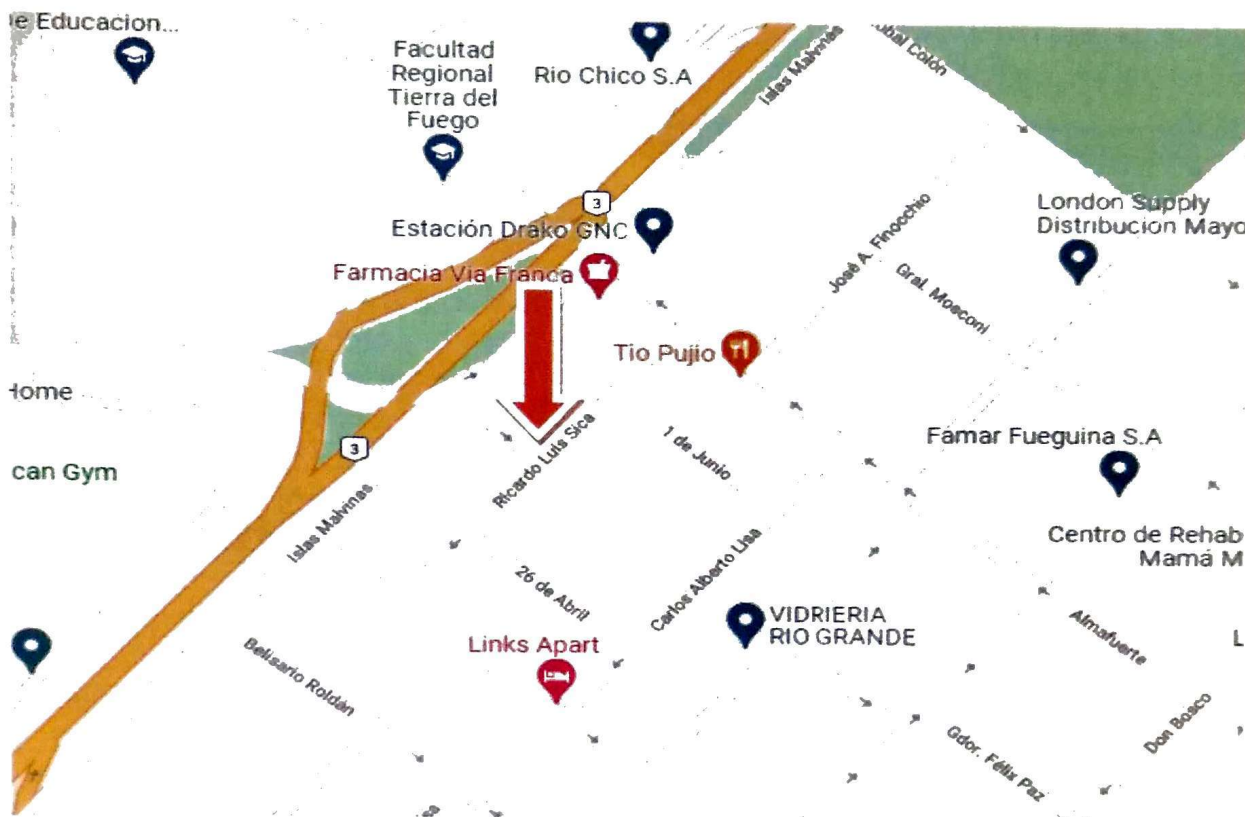 Educacion...
Facultad
Regional
Tierra del
Fuego
Rio Chico S.A
Islas Malvinas
Colón
3
Estación Drako GNC
Farmacia Via Franca
José A. Finocchio
London Supply
Distribucion Mayo
Gral. Mosconi
Tio Pujio
Home
3
can Gym
Ricardo Luis Sica
1 de Junio
Famar Fueguina S.A
Islas Malvinas
Centro de Rehab
Mamá M
26 de Abril
Carlos Alberto Lisa
VIDRIERIA
RIO GRANDE
Almafuerte
Links Apart
Belisario Roldán
Don Bosco
Gdor. Félix Paz